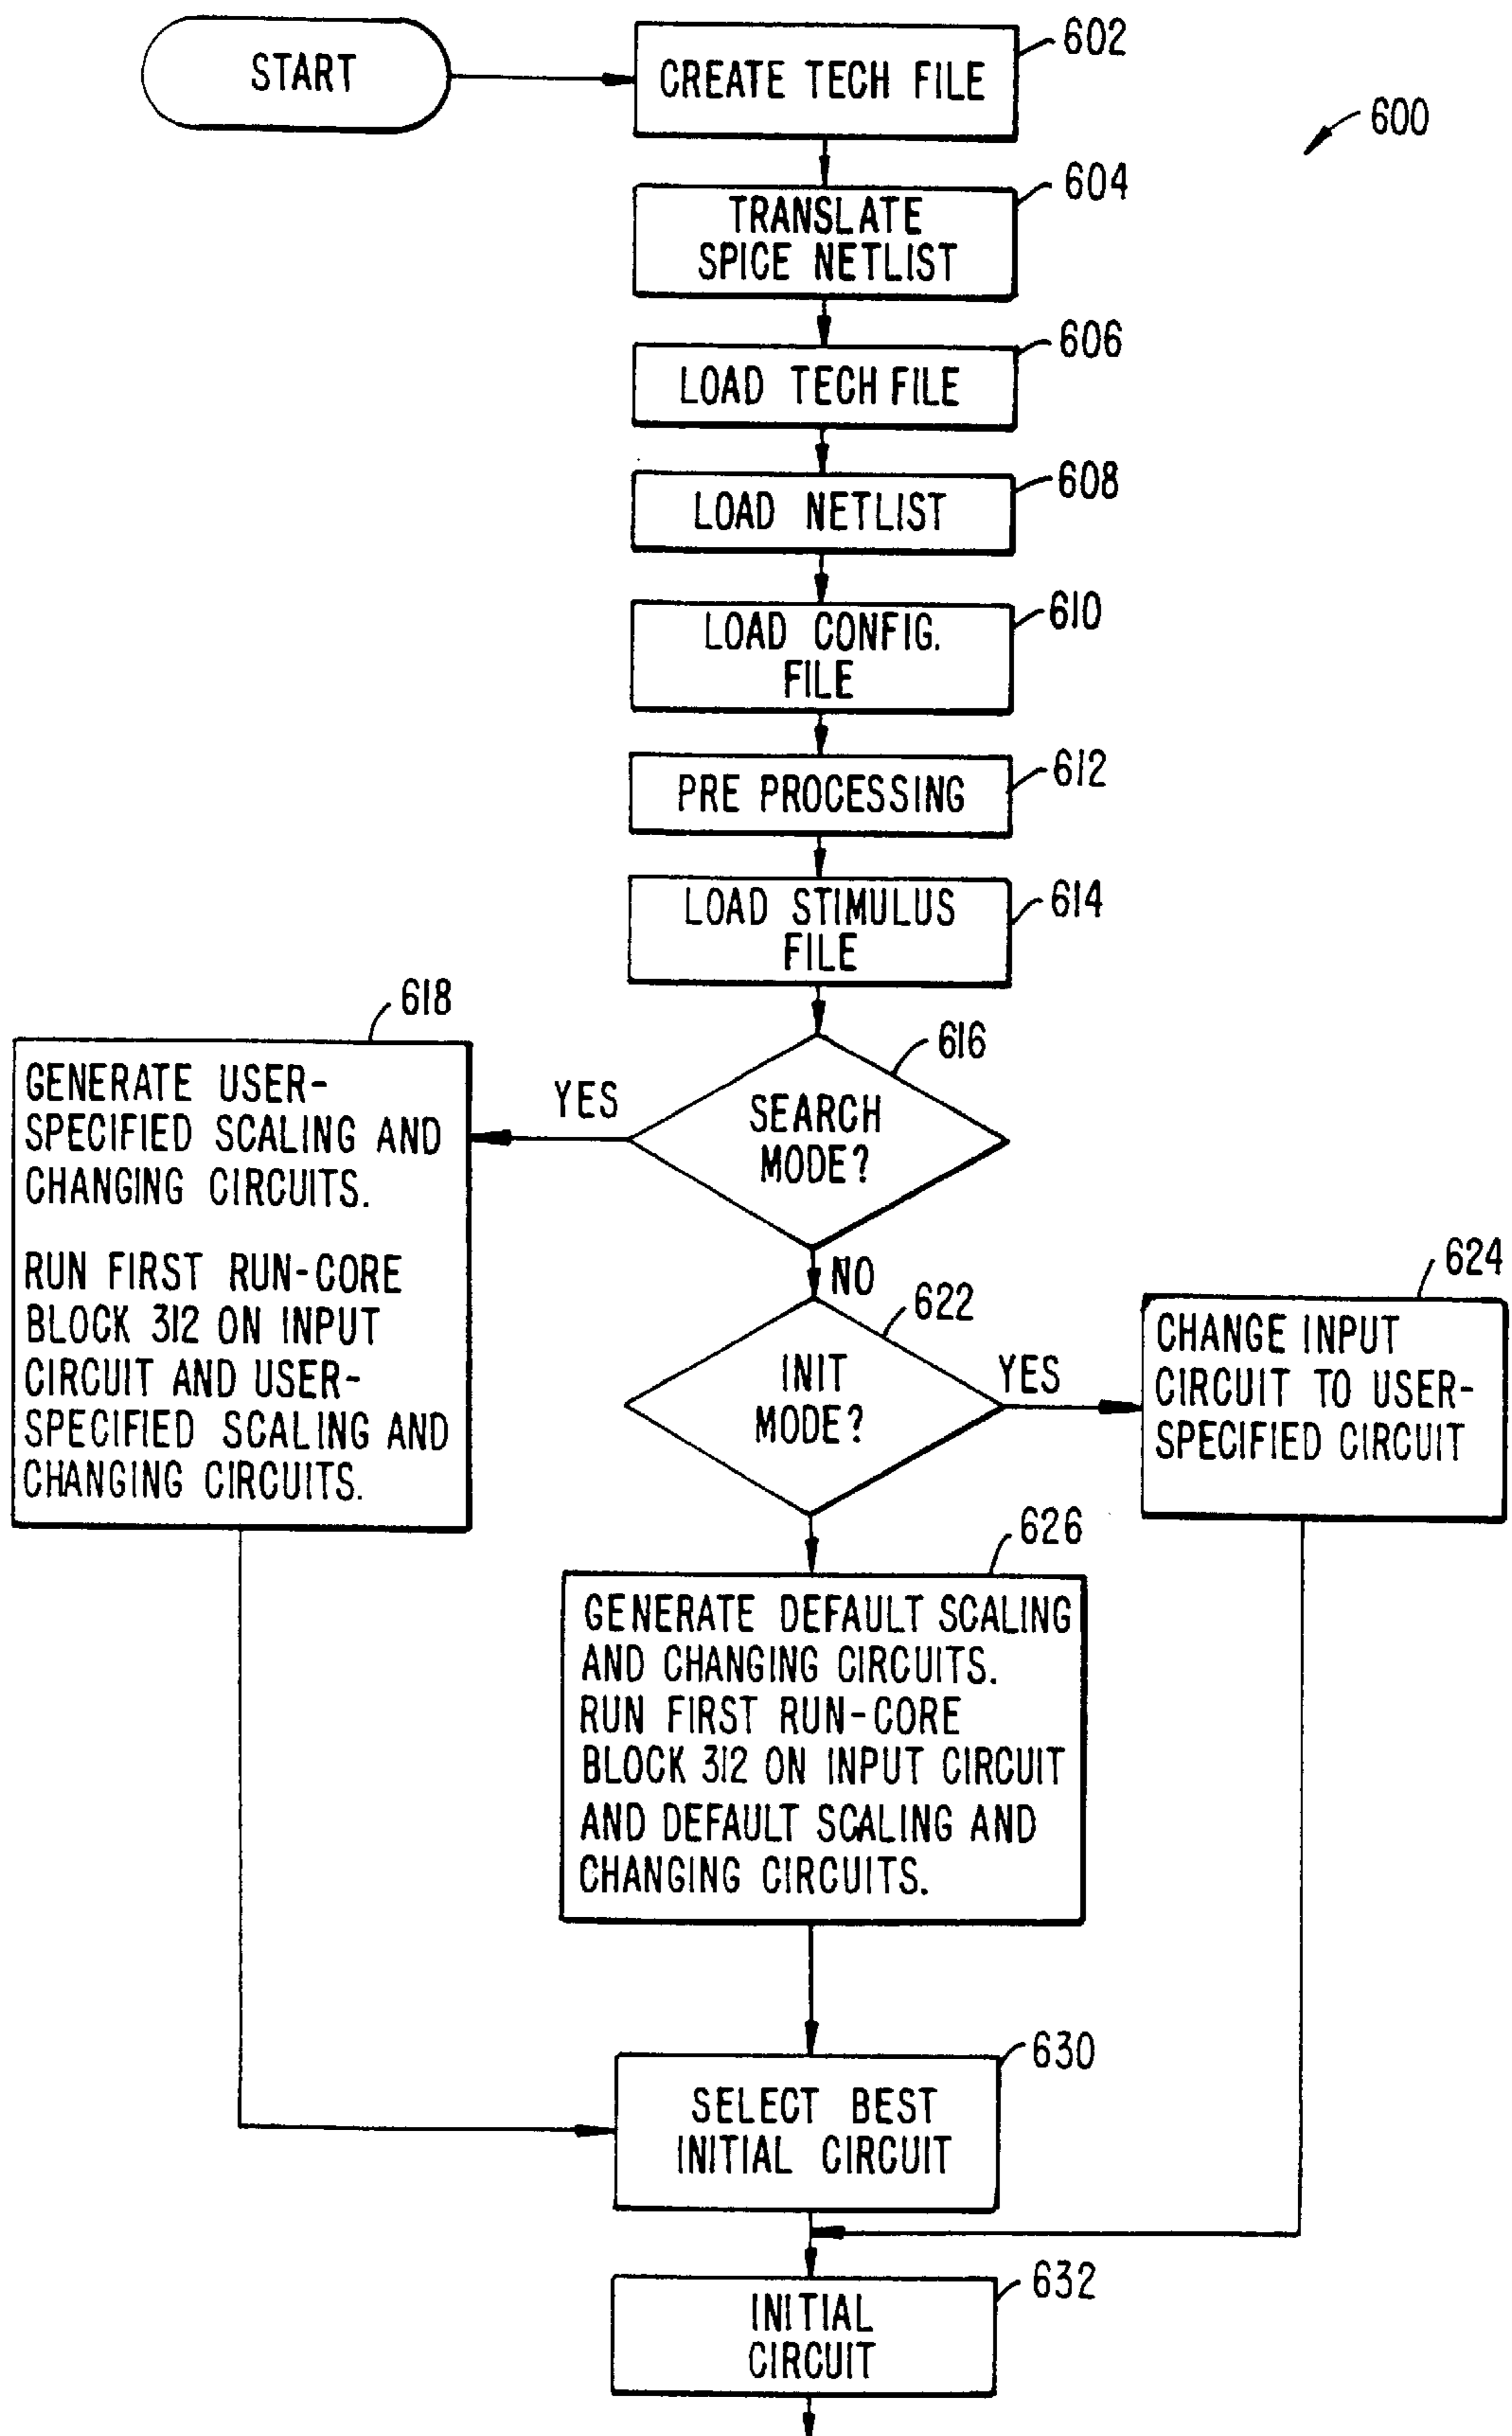 START
CREATE TECH FILE
602
600
TRANSLATE
SPICE NETLIST
604
LOAD TECH FILE
606
LOAD NETLIST
608
LOAD CONFIG.
FILE
610
PRE PROCESSING
612
LOAD STIMULUS
FILE
614
SEARCH
MODE?
616
YES
618
GENERATE USER-
SPECIFIED SCALING AND
CHANGING CIRCUITS.
RUN FIRST RUN-CORE
BLOCK 312 ON INPUT
CIRCUIT AND USER-
SPECIFIED SCALING AND
CHANGING CIRCUITS.
NO
INIT
MODE?
622
YES
624
CHANGE INPUT
CIRCUIT TO USER-
SPECIFIED CIRCUIT
626
GENERATE DEFAULT SCALING
AND CHANGING CIRCUITS.
RUN FIRST RUN-CORE
BLOCK 312 ON INPUT CIRCUIT
AND DEFAULT SCALING AND
CHANGING CIRCUITS.
630
SELECT BEST
INITIAL CIRCUIT
632
INITIAL
CIRCUIT